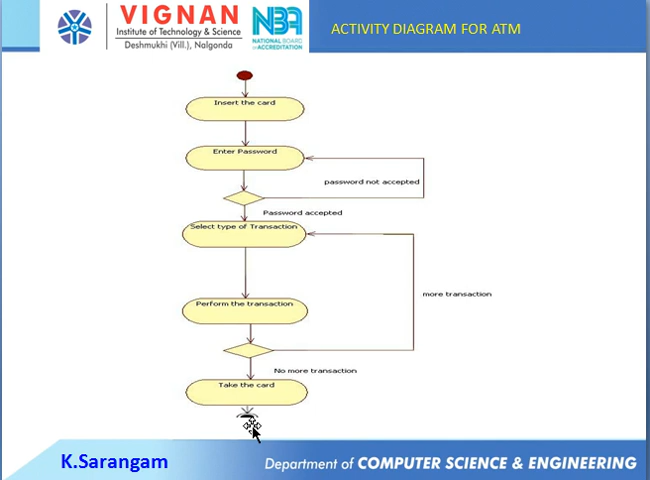 VIGNAN
Institute of Technology & Science
Deshmukhi (Vill.), Nalgonda
NBA
NATIONAL BOARD
of ACCREDITATION
ACTIVITY DIAGRAM FOR ATM
Insert the card
Enter Password
password not accepted
Password accepted
Select type of Transaction
more transaction
Perform the transaction
No more transaction
Take the card
K.Sarangam
Department of COMPUTER SCIENCE & ENGINEERING